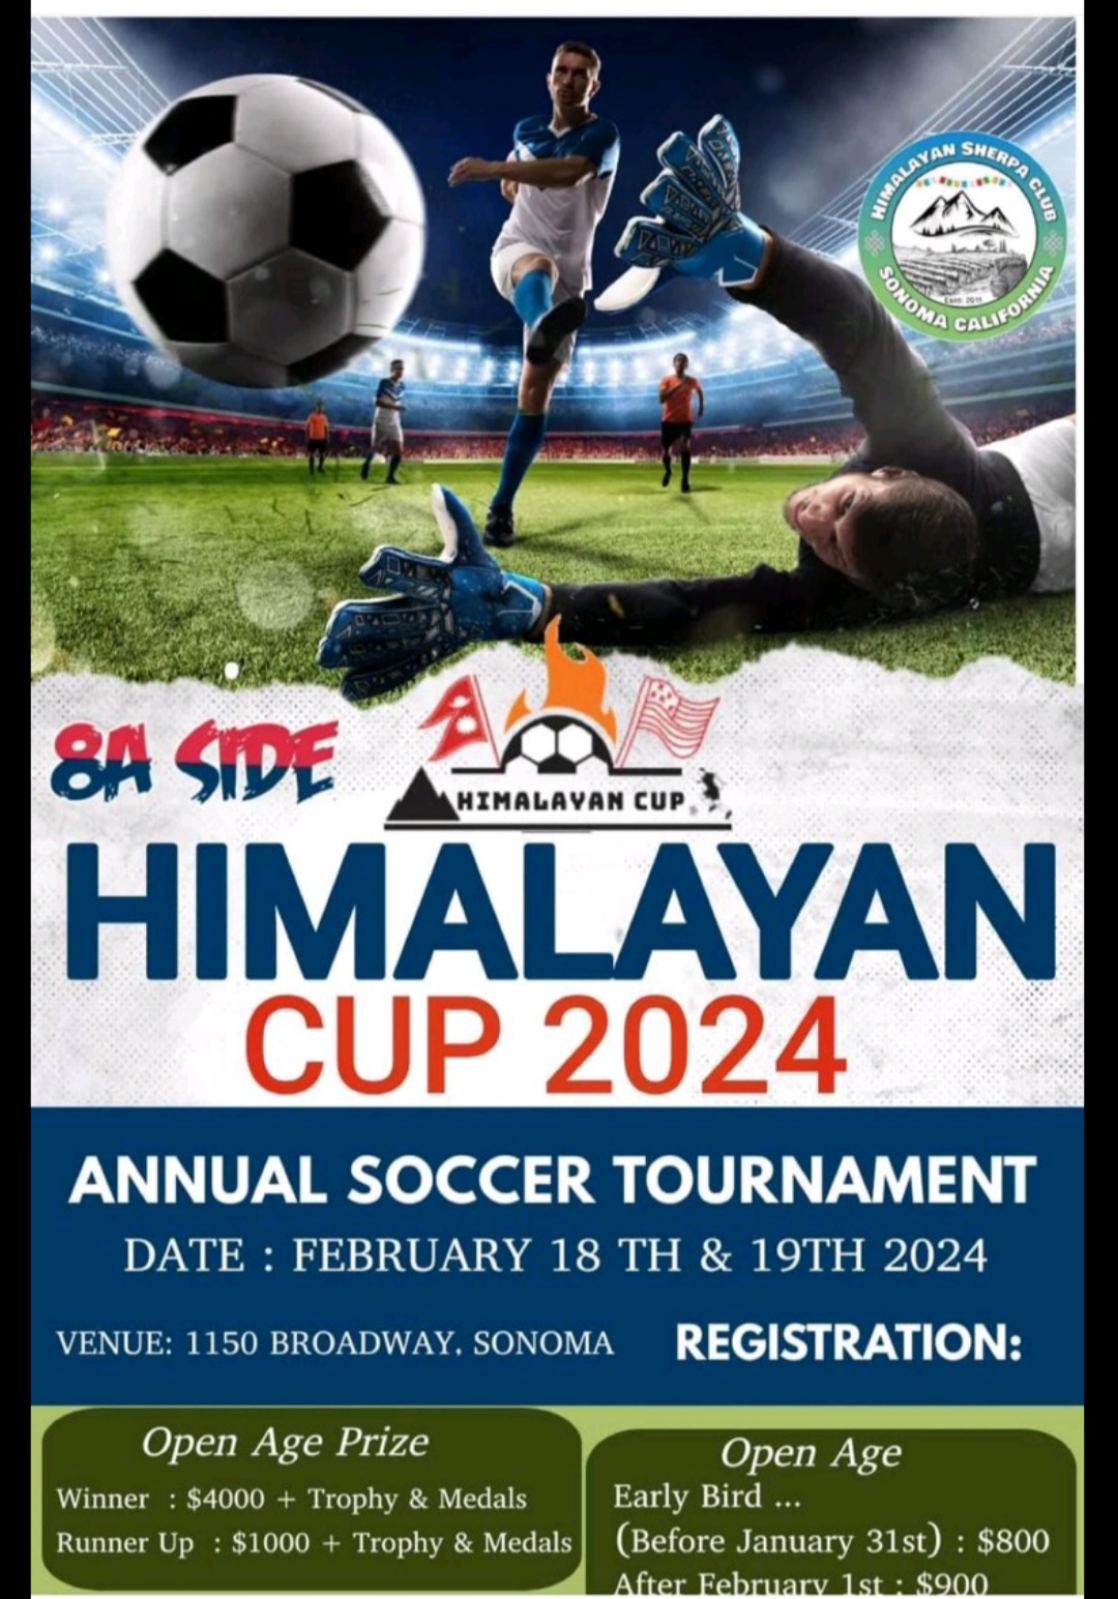 HIMALAYAN SHERPA CLUB
SONOMA CALIFORNIA
8A SIDE
HIMALAYAN CUP
HIMALAYAN
CUP 2024
ANNUAL SOCCER TOURNAMENT
DATE : FEBRUARY 18 TH & 19TH 2024
VENUE: 1150 BROADWAY, SONOMA
REGISTRATION:
Open Age Prize
Winner : $4000 + Trophy & Medals
Runner Up : $1000 + Trophy & Medals
Open Age
Early Bird ...
(Before January 31st) : $800
After February 1st : $900